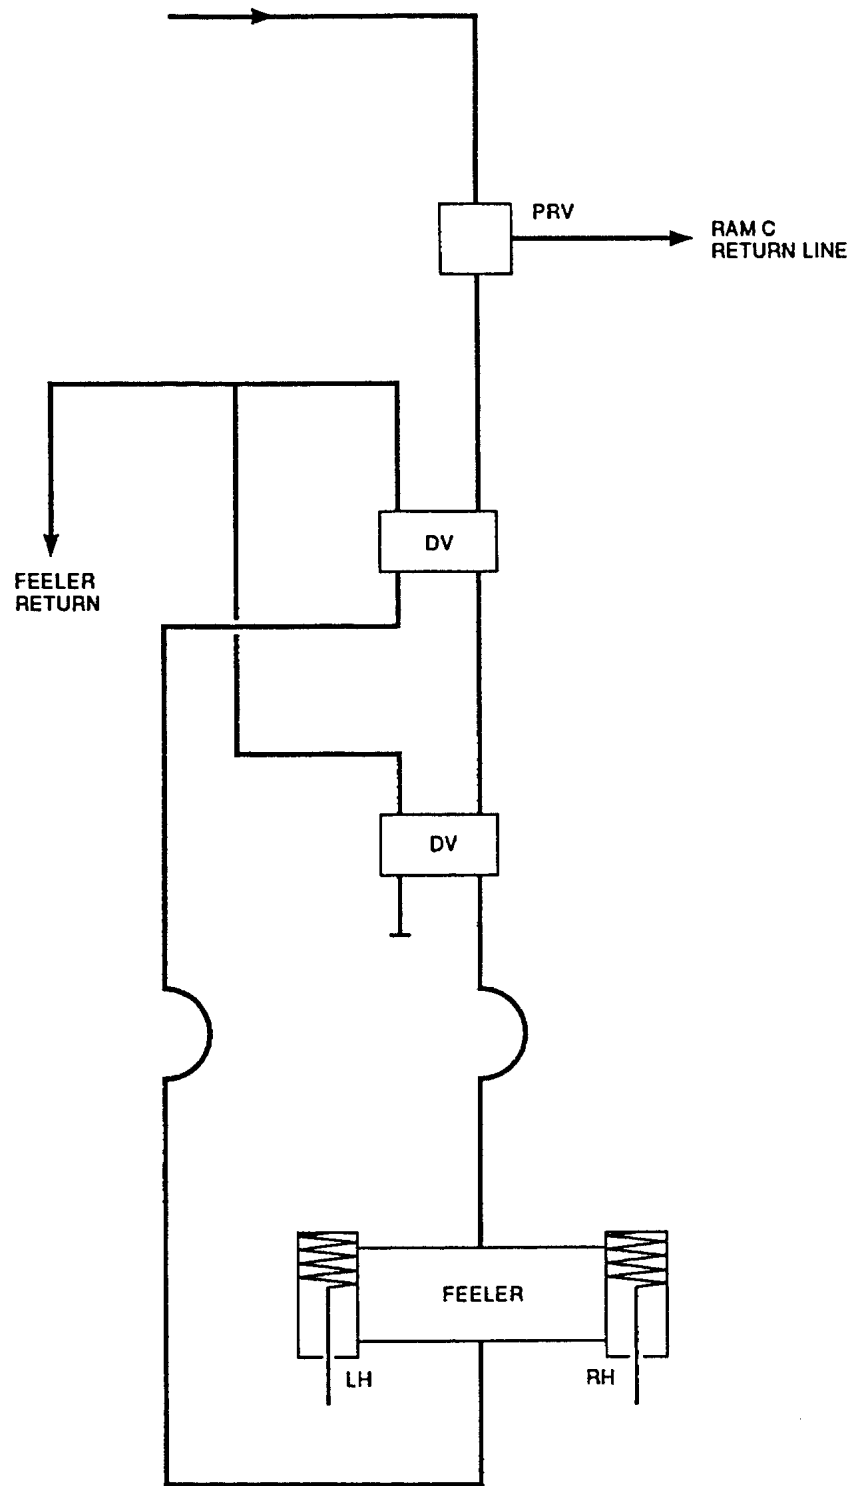 PRV
RAM C
RETURN LINE
DV
FEELER
RETURN
DV
FEELER
LH
RH